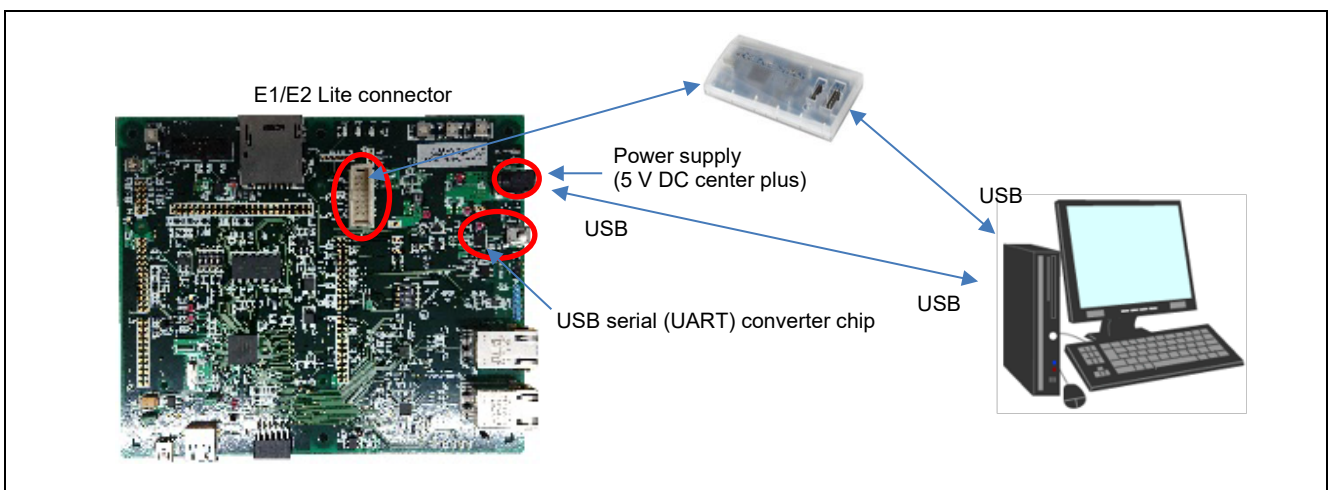 E1/E2 Lite connector
Power supply
(5 V DC center plus)
USB
USB
USB
USB serial (UART) converter chip